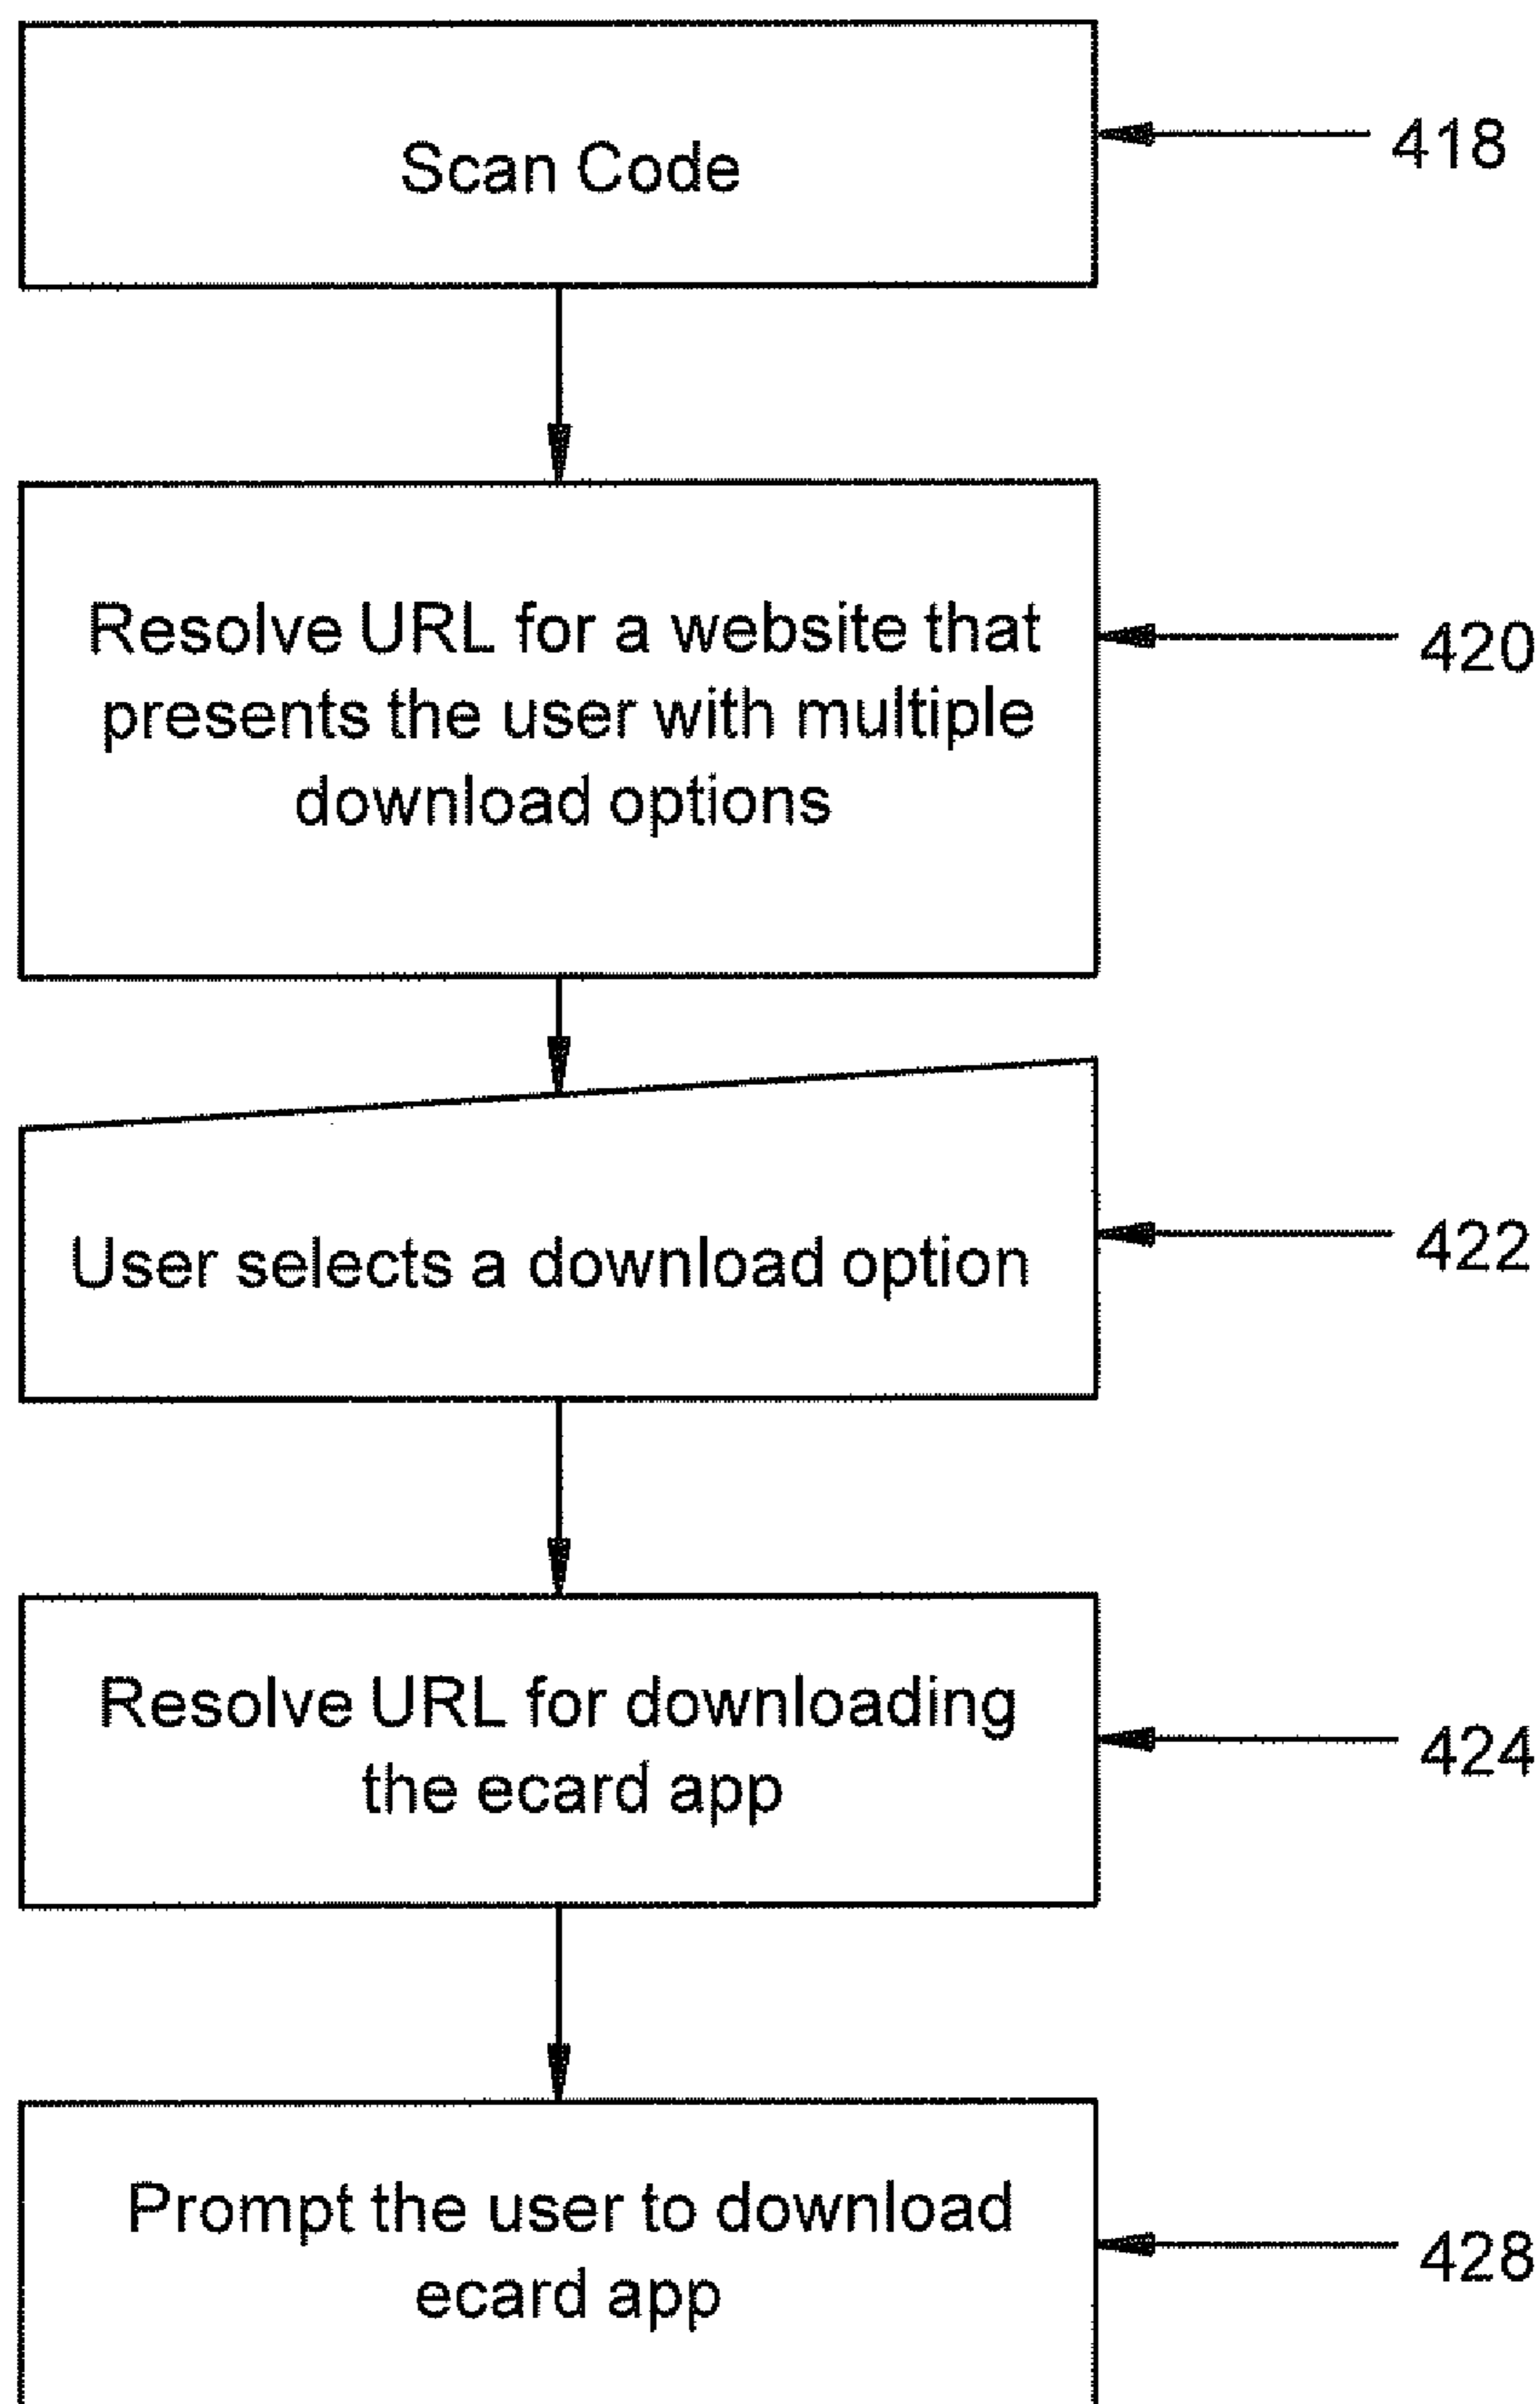 Scan Code
418
Resolve URL for a website that
presents the user with multiple
download options
420
User selects a download option
422
Resolve URL for downloading
the ecard app
424
Prompt the user to download
ecard app
428